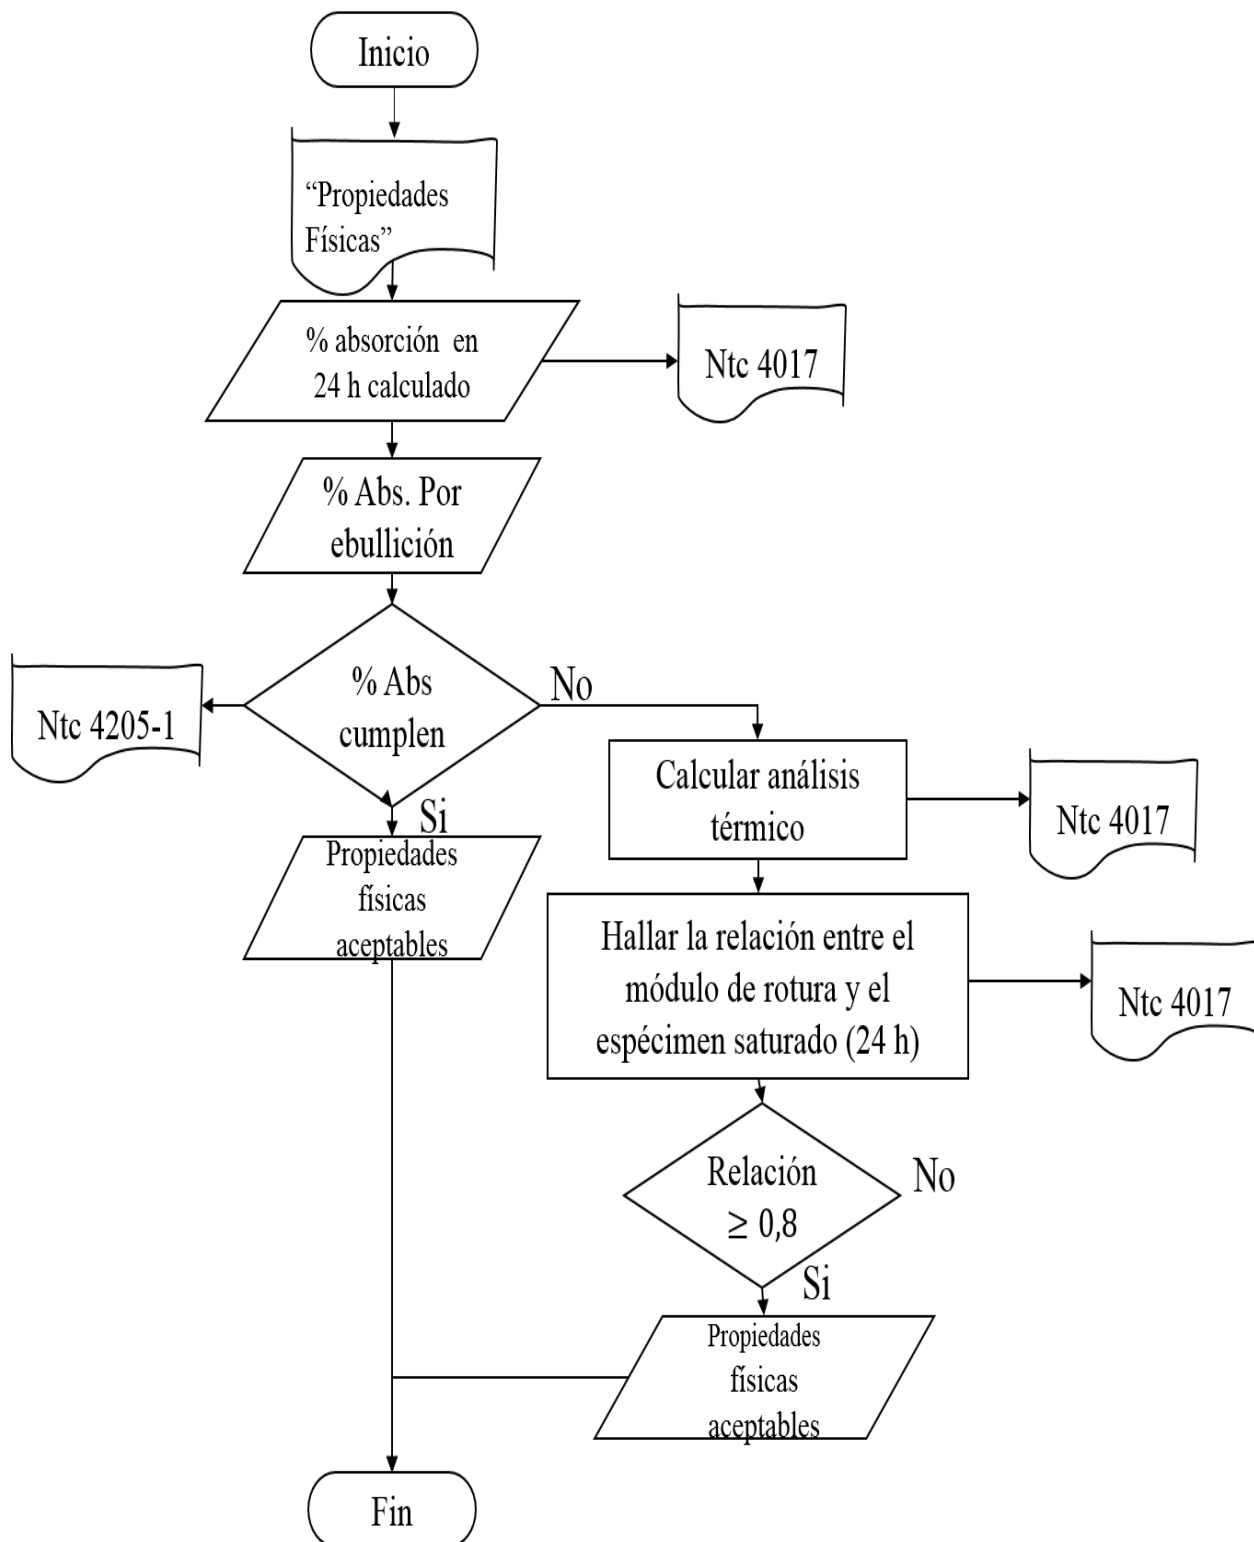 Inicio
“Propiedades
Físicas”
% absorción en
24 h calculado
Ntc 4017
% Abs. Por
ebullición
% Abs
cumplen
No
Ntc 4205-1
Si
Calcular análisis
térmico
Ntc 4017
Propiedades
físicas
aceptables
Hallar la relación entre el
módulo de rotura y el
espécimen saturado (24 h)
Ntc 4017
Relación
≥ 0,8
No
Si
Propiedades
físicas
aceptables
Fin